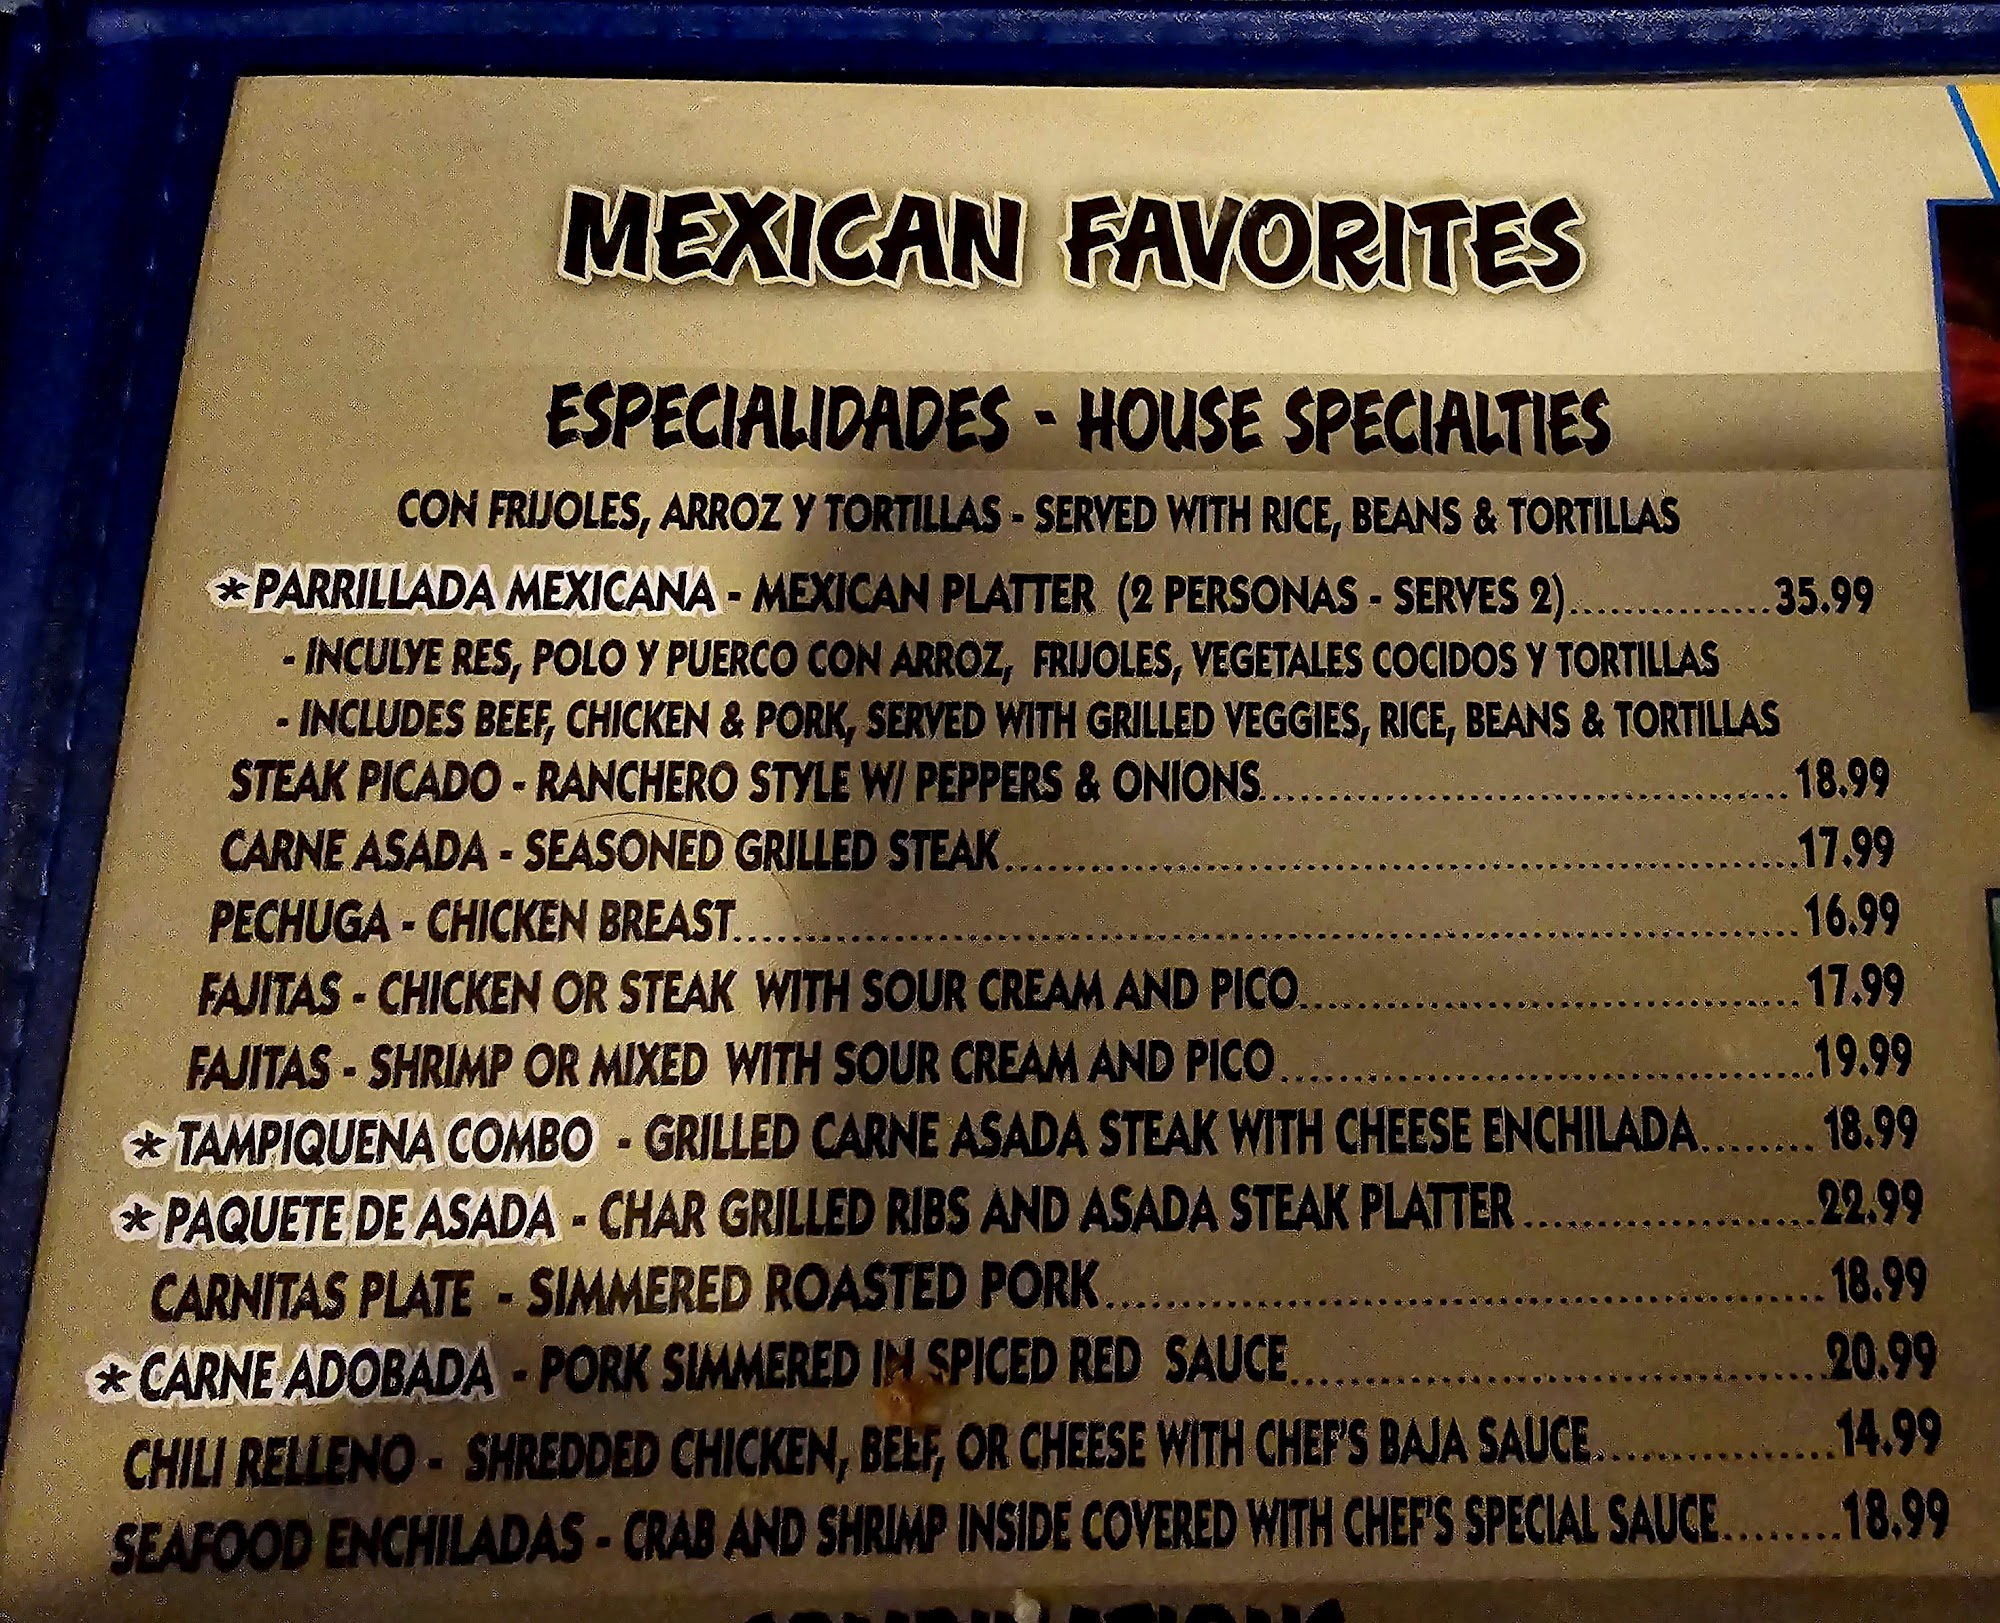 MEXICAN FAVORITES
ESPECIALIDADES - HOUSE SPECIALTIES
CON FRIJOLES, ARROZ Y TORTILLAS - SERVED WITH RICE, BEANS & TORTILLAS
*PARRILLADA MEXICANA - MEXICAN PLATTER (2 PERSONAS - SERVES 2)...............35.99
- INCULYE RES, POLO Y PUERCO CON ARROZ, FRIJOLES, VEGETALES COCIDOS Y TORTILLAS
- INCLUDES BEEF, CHICKEN & PORK, SERVED WITH GRILLED VEGGIES, RICE, BEANS & TORTILLAS
STEAK PICADO - RANCHERO STYLE W/ PEPPERS & ONIONS........................................18.99
CARNE ASADA - SEASONED GRILLED STEAK............................................................17.99
PECHUGA - CHICKEN BREAST................................................................................16.99
FAJITAS - CHICKEN OR STEAK WITH SOUR CREAM AND PICO......................................17.99
FAJITAS - SHRIMP OR MIXED WITH SOUR CREAM AND PICO........................................19.99
*TAMPIQUENA COMBO - GRILLED CARNE ASADA STEAK WITH CHEESE ENCHILADA........18.99
*PAQUETE DE ASADA - CHAR GRILLED RIBS AND ASADA STEAK PLATTER.....................22.99
CARNITAS PLATE - SIMMERED ROASTED PORK......................................................18.99
*CARNE ADOBADA - PORK SIMMERED IN SPICED RED SAUCE.......................................20.99
CHILI RELLENO - SHREDDED CHICKEN, BEEF, OR CHEESE WITH CHEF'S BAJA SAUCE.................14.99
SEAFOOD ENCHILADAS - CRAB AND SHRIMP INSIDE COVERED WITH CHEF'S SPECIAL SAUCE........18.99